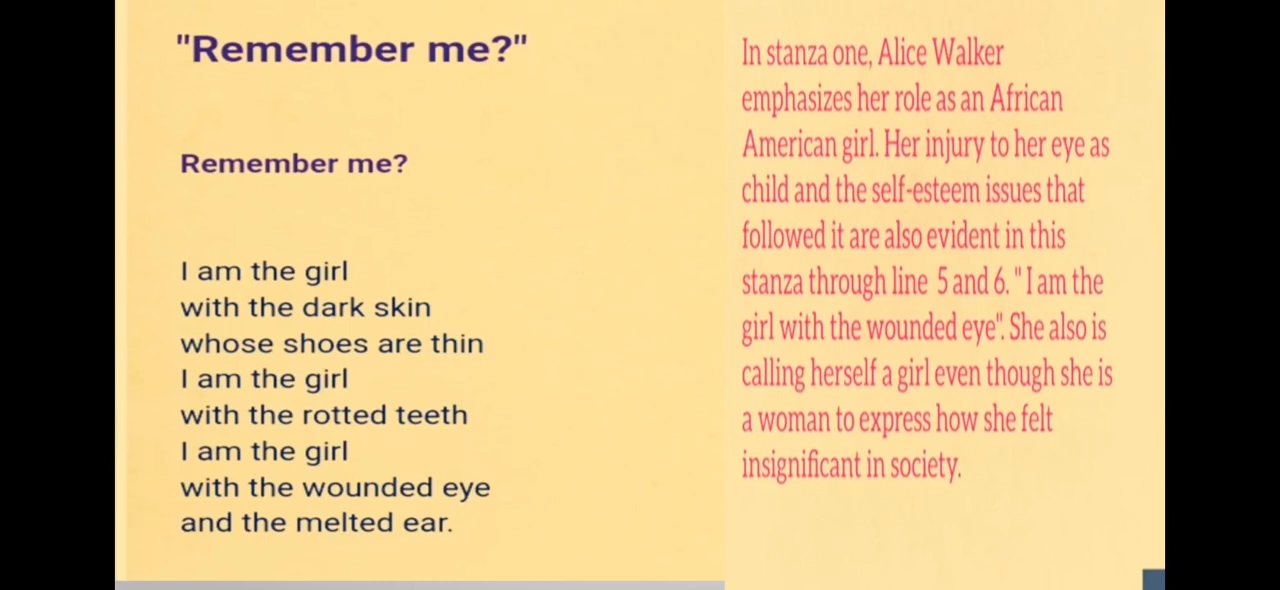 "Remember me?"
Remember me?
I am the girl
with the dark skin
whose shoes are thin
I am the girl
with the rotted teeth
I am the girl
with the wounded eye
and the melted ear.
In stanza one, Alice Walker
emphasizes her role as an African
American girl. Her injury to her eye as
child and the self-esteem issues that
followed it are also evident in this
stanza through line 5 and 6. " I am the
girl with the wounded eye". She also is
calling herself a girl even though she is
a woman to express how she felt
insignificant in society.